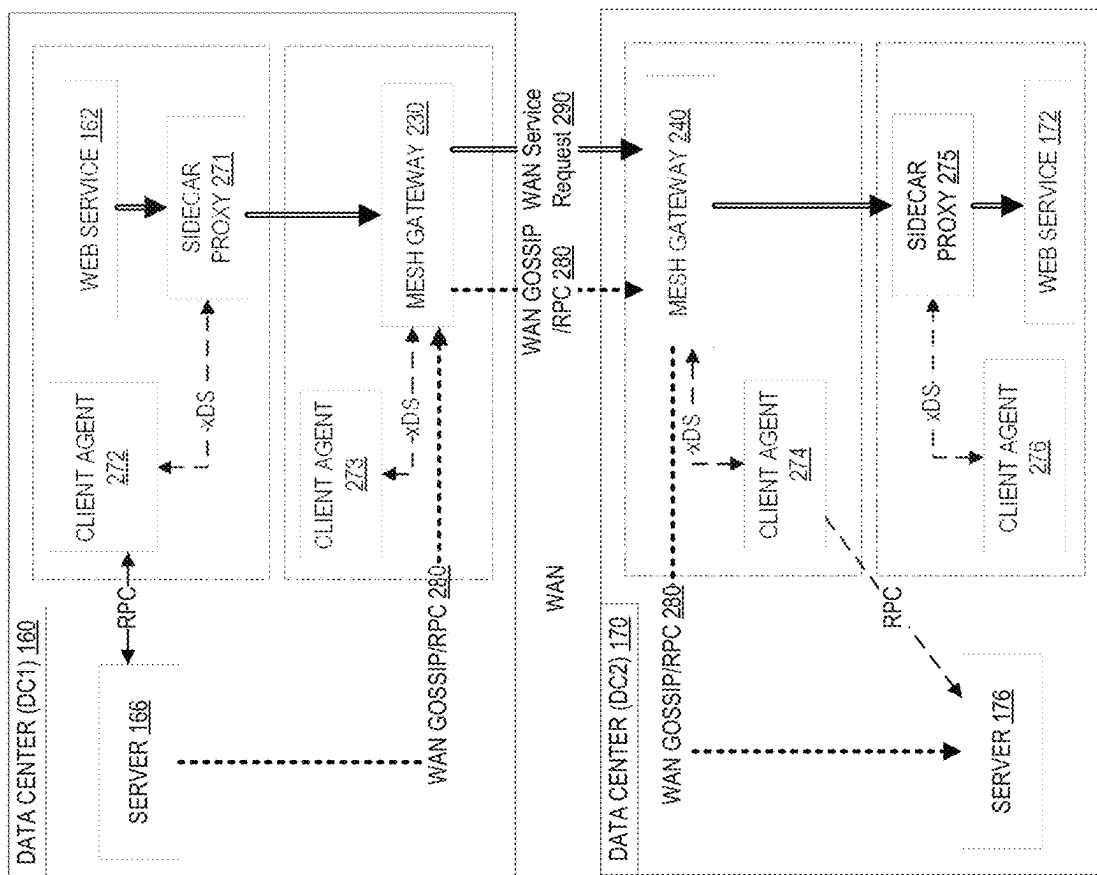 DATA CENTER (DC1) 160
SERVER 166
RPC
CLIENT AGENT
272
xDS
WEB SERVICE 162
SIDECAR
PROXY 271
CLIENT AGENT
273
xDS
MESH GATEWAY 230
WAN GOSSIP/RPC 280
WAN
WAN GOSSIP
/RPC 280
WAN Service
Request 290
DATA CENTER (DC2) 170
WAN GOSSIP/RPC 280
MESH GATEWAY 240
xDS
CLIENT AGENT
274
RPC
SERVER 176
SIDECAR
PROXY 275
xDS
CLIENT AGENT
276
WEB SERVICE 172